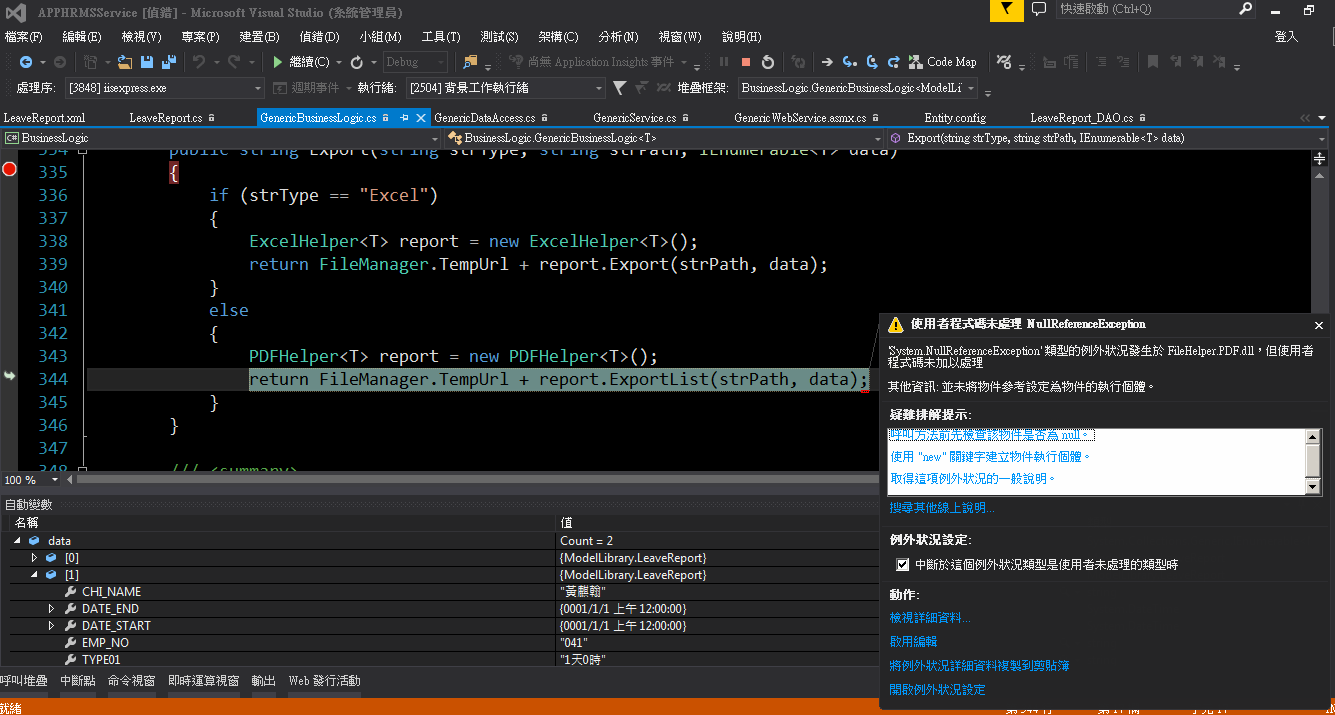 APPHRMSService [偵錯] - Microsoft Visual Studio (系統管理員)
快速啟動 (Ctrl+Q)
檔案(F) 編輯(E) 檢視(V) 專案(P) 建置(B) 偵錯(D) 小組(M) 工具(T) 測試(S) 架構(C) 分析(N) 視窗(W) 說明(H) 登入
繼續(C) Debug 尚無 Application Insights 事件 Code Map
處理序: [3848] iisexpress.exe 週期事件 執行緒: [2504] 背景工作執行緒 堆疊框架: BusinessLogic.GenericBusinessLogic<ModelLi
LeaveReport.xml LeaveReport.cs GenericBusinessLogic.cs GenericDataAccess.cs GenericService.cs GenericWebService.asmx.cs Entity.config LeaveReport_DAO.cs
C# BusinessLogic BusinessLogic.GenericBusinessLogic<T> Export(string strType, string strPath, IEnumerable<T> data)
334 public string Export(string strType, string strPath, IEnumerable<T> data)
335 {
336 if (strType == "Excel")
337 {
338 ExcelHelper<T> report = new ExcelHelper<T>();
339 return FileManager.TempUrl + report.Export(strPath, data);
340 }
341 else
342 {
343 PDFHelper<T> report = new PDFHelper<T>();
344 return FileManager.TempUrl + report.ExportList(strPath, data);
345 }
346 }
347
348 /// <summary>
100 %
使用者程式碼未處理 NullReferenceException
'System.NullReferenceException' 類型的例外狀況發生於 FileHelper.PDF.dll，但使用者
程式碼未加以處理
其他資訊: 並未將物件參考設定為物件的執行個體。
疑難排解提示:
呼叫方法前先檢查該物件是否為 null。
使用 "new" 關鍵字建立物件執行個體。
取得這項例外狀況的一般說明。
搜尋其他線上說明...
例外狀況設定:
中斷於這個例外狀況類型是使用者未處理的類型時
動作:
檢視詳細資料...
啟用編輯
將例外狀況詳細資料複製到剪貼簿
開啟例外狀況設定
自動變數
名稱 值
data Count = 2
[0] {ModelLibrary.LeaveReport}
[1] {ModelLibrary.LeaveReport}
CHI_NAME "黃麒翰"
DATE_END {0001/1/1 上午 12:00:00}
DATE_START {0001/1/1 上午 12:00:00}
EMP_NO "041"
TYPE01 "1天0時"
呼叫堆疊 中斷點 命令視窗 即時運算視窗 輸出 Web 發行活動
就緒